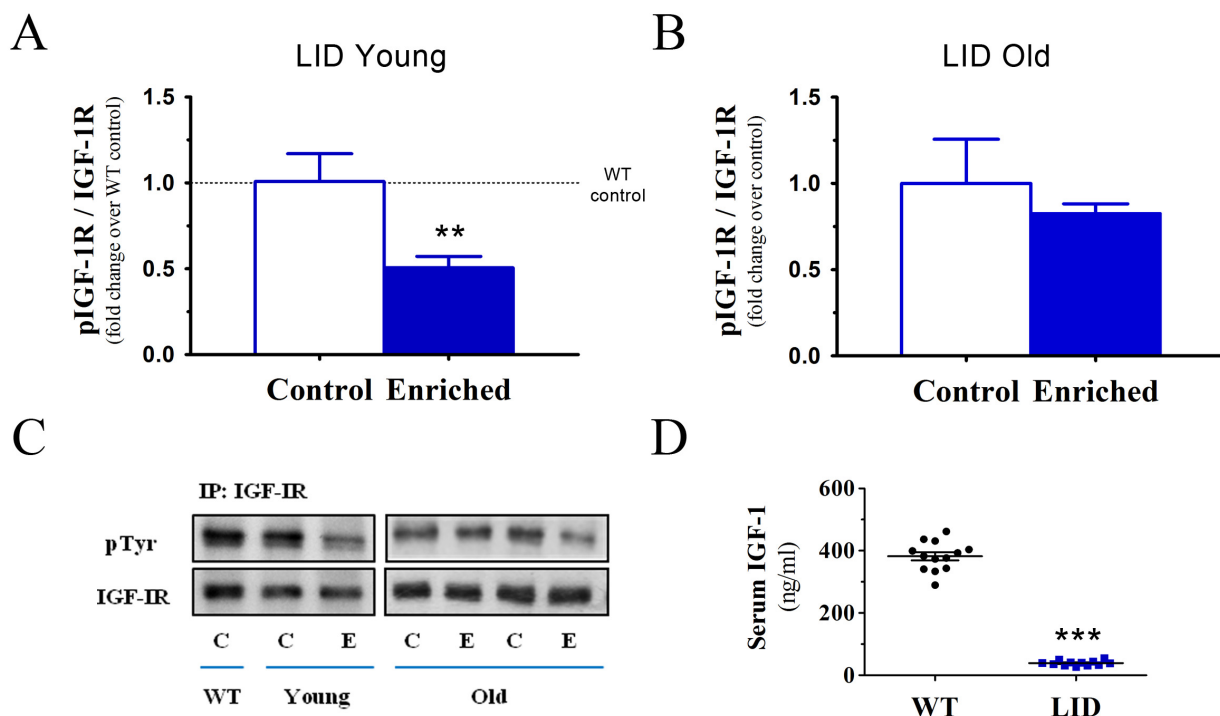 A
LID Young
pIGF-1R / IGF-1R
(fold change over WT control)
1.5
1.0
0.5
0.0
WT
control
**
Control Enriched
B
LID Old
pIGF-1R / IGF-1R
(fold change over control)
1.5
1.0
0.5
0.0
Control Enriched
C
IP: IGF-IR
pTyr
IGF-IR
C C E C E C E
WT Young Old
D
Serum IGF-1
(ng/ml)
600
400
200
0
***
WT LID